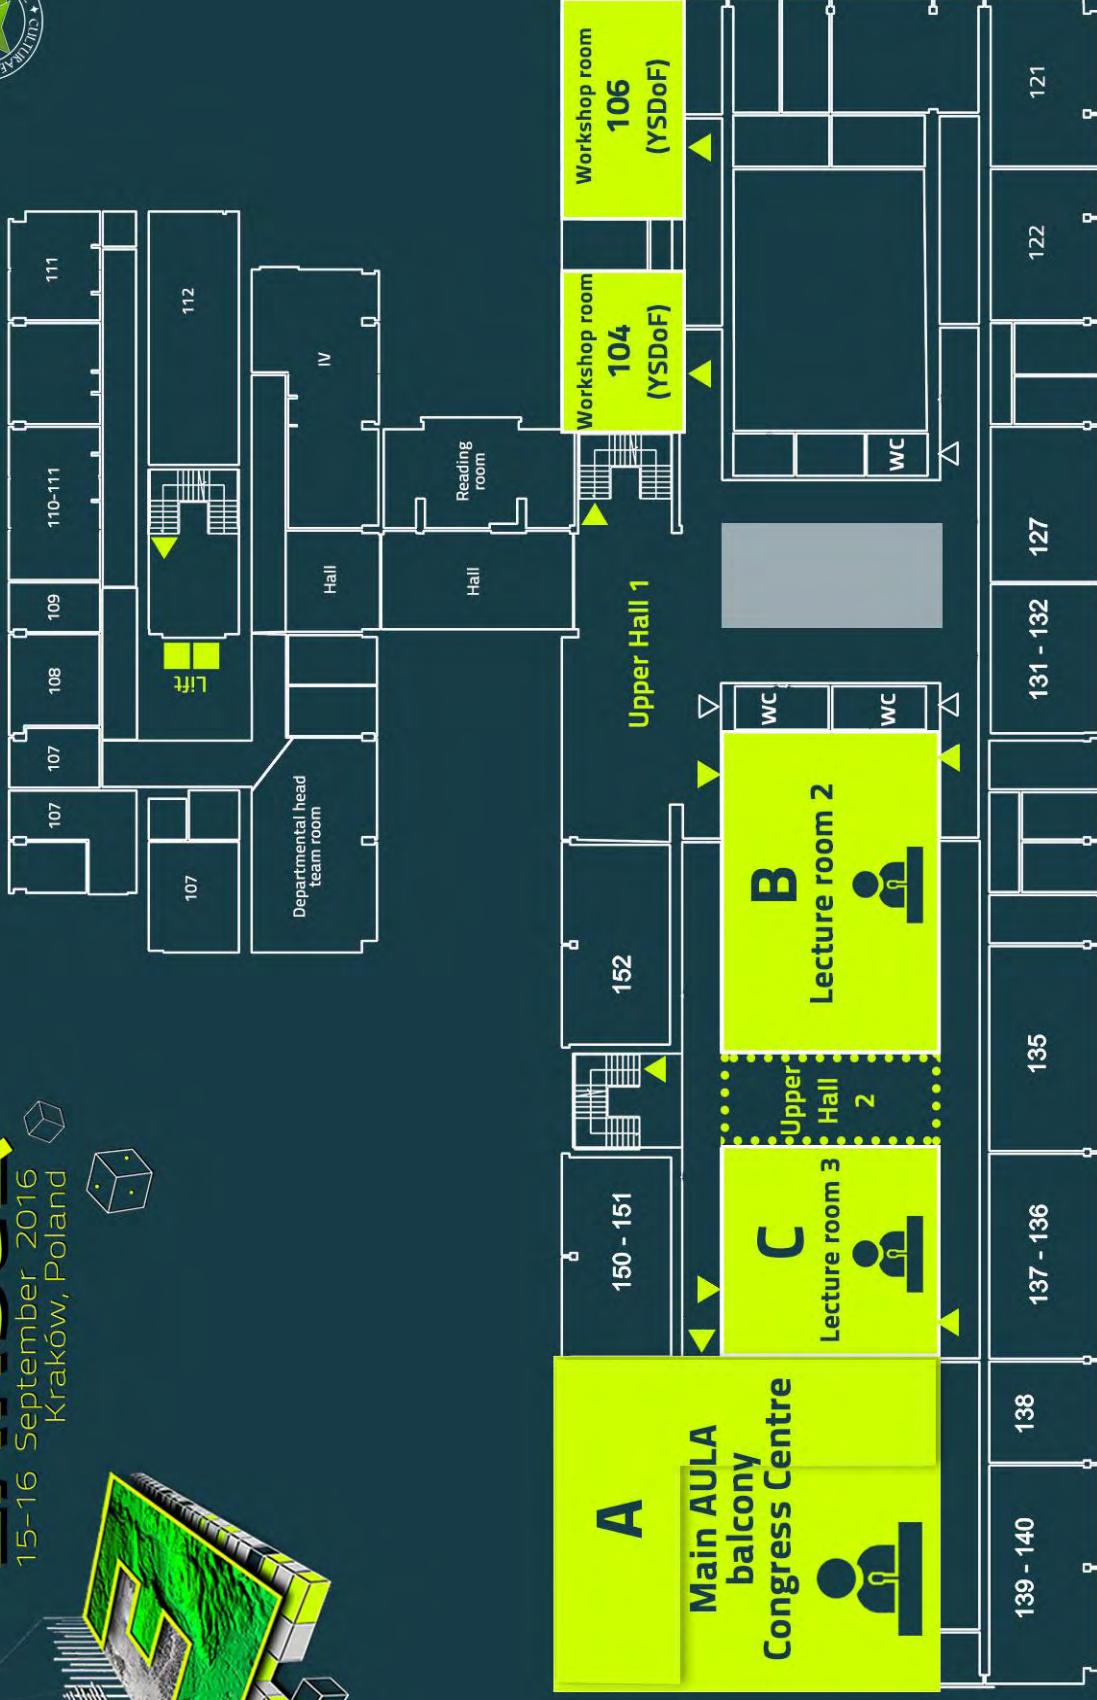 15-16 September 2016
Kraków, Poland
CULTURAE
107
107
108
109
110-111
111
107
Lift
112
Departmental head
team room
Hall
IV
Hall
Reading
room
A
Main AULA
balcony
Congress Centre
150 - 151
152
Upper Hall 1
Workshop room
104
(YSDoF)
Workshop room
106
(YSDoF)
C
Lecture room 3
Upper
Hall
2
B
Lecture room 2
WC
WC
WC
139 - 140
138
137 - 136
135
131 - 132
127
122
121